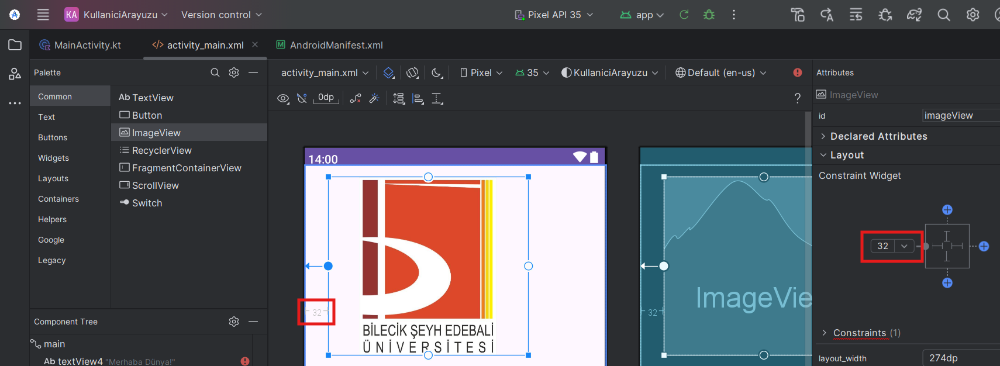 KA KullaniciArayuzu Version control Pixel API 35 app
MainActivity.kt activity_main.xml AndroidManifest.xml
Palette activity_main.xml Pixel 35 KullaniciArayuzu Default (en-us) Attributes
Common Ab TextView 0dp ? ImageView
Text Button id imageView
Buttons ImageView Declared Attributes
Widgets RecyclerView 14:00 Layout
Layouts FragmentContainerView Constraint Widget
Containers ScrollView
Helpers Switch
Google 32
Legacy
ImageVie
32 32
Component Tree BİLECİK ŞEYH EDEBALİ Constraints (1)
main ÜNİVERSİTESİ
Ab textView4 "Merhaba Dünya!" layout_width 274dp